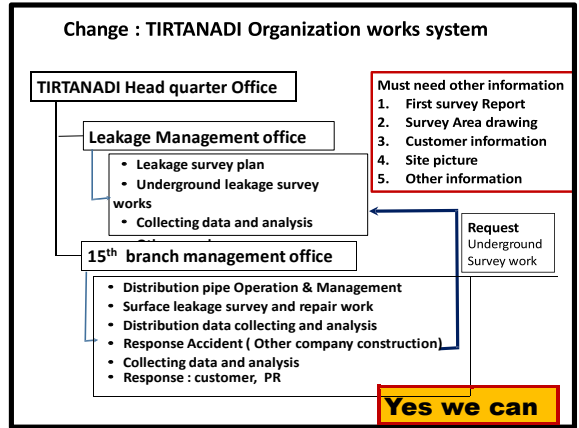 Change : TIRTANADI Organization works system
TIRTANADI Head quarter Office
Must need other information
1. First survey Report
2. Survey Area drawing
3. Customer information
4. Site picture
5. Other information
Leakage Management office
• Leakage survey plan
• Underground leakage survey
works
• Collecting data and analysis
Request
Underground
Survey work
15th branch management office
• Distribution pipe Operation & Management
• Surface leakage survey and repair work
• Distribution data collecting and analysis
• Response Accident ( Other company construction)
• Collecting data and analysis
• Response : customer, PR
Yes we can